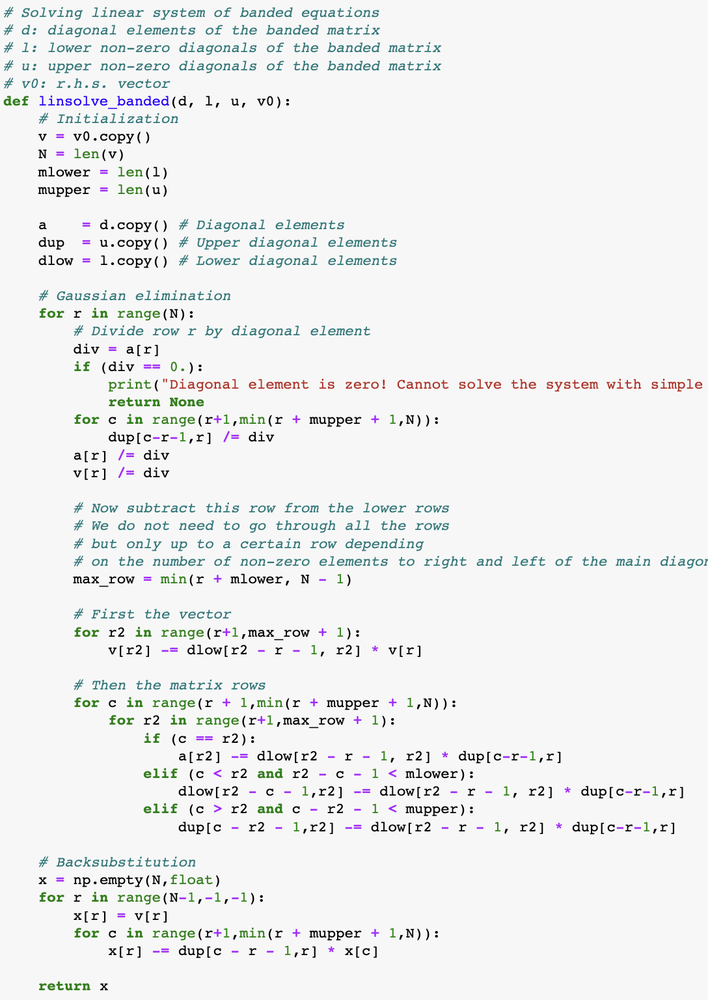 # Solving linear system of banded equations
# d: diagonal elements of the banded matrix
# l: lower non-zero diagonals of the banded matrix
# u: upper non-zero diagonals of the banded matrix
# v0: r.h.s. vector
def linsolve_banded(d, l, u, v0):
    # Initialization
    v = v0.copy()
    N = len(v)
    mlower = len(l)
    mupper = len(u)

    a    = d.copy() # Diagonal elements
    dup  = u.copy() # Upper diagonal elements
    dlow = l.copy() # Lower diagonal elements

    # Gaussian elimination
    for r in range(N):
        # Divide row r by diagonal element
        div = a[r]
        if (div == 0.):
            print("Diagonal element is zero! Cannot solve the system with simple
            return None
        for c in range(r+1,min(r + mupper + 1,N)):
            dup[c-r-1,r] /= div
        a[r] /= div
        v[r] /= div

        # Now subtract this row from the lower rows
        # We do not need to go through all the rows
        # but only up to a certain row depending
        # on the number of non-zero elements to right and left of the main diagon
        max_row = min(r + mlower, N - 1)

        # First the vector
        for r2 in range(r+1,max_row + 1):
            v[r2] -= dlow[r2 - r - 1, r2] * v[r]

        # Then the matrix rows
        for c in range(r + 1,min(r + mupper + 1,N)):
            for r2 in range(r+1,max_row + 1):
                if (c == r2):
                    a[r2] -= dlow[r2 - r - 1, r2] * dup[c-r-1,r]
                elif (c < r2 and r2 - c - 1 < mlower):
                    dlow[r2 - c - 1,r2] -= dlow[r2 - r - 1, r2] * dup[c-r-1,r]
                elif (c > r2 and c - r2 - 1 < mupper):
                    dup[c - r2 - 1,r2] -= dlow[r2 - r - 1, r2] * dup[c-r-1,r]

    # Backsubstitution
    x = np.empty(N,float)
    for r in range(N-1,-1,-1):
        x[r] = v[r]
        for c in range(r+1,min(r + mupper + 1,N)):
            x[r] -= dup[c - r - 1,r] * x[c]

    return x